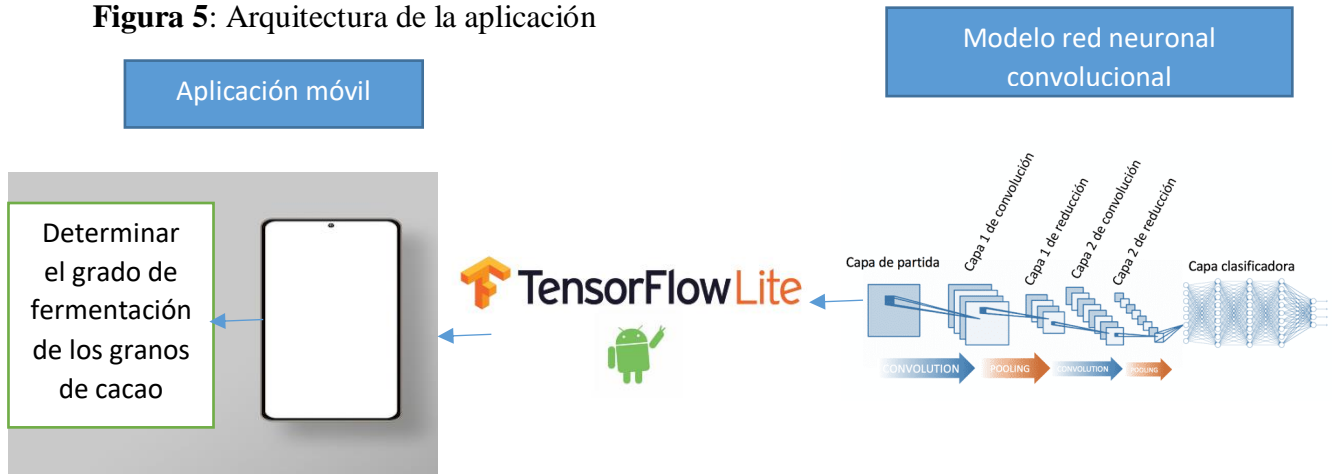 Figura 5: Arquitectura de la aplicación
Modelo red neuronal
convolucional
Aplicación móvil
Determinar
el grado de
fermentación
de los granos
de cacao
TensorFlow Lite
Capa de partida
Capa 1 de convolución
Capa 1 de reducción
Capa 2 de convolución
Capa 2 de reducción
Capa clasificadora
CONVOLUTION
POOLING
CONVOLUTION
POOLING